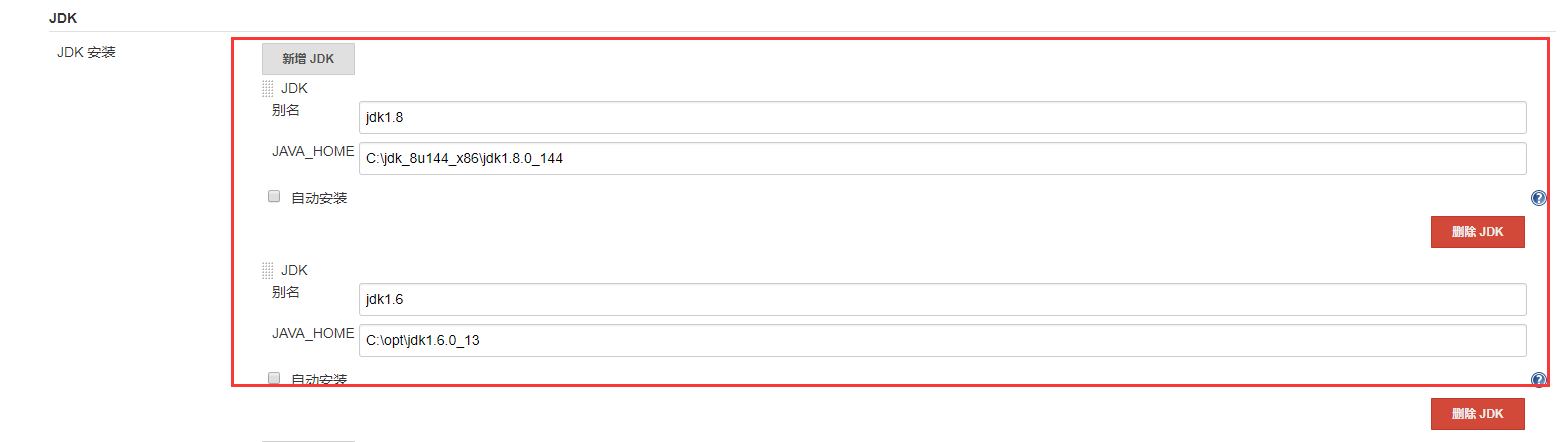 JDK
JDK 安装
新增 JDK
JDK
别名
jdk1.8
JAVA_HOME
C:\jdk_8u144_x86\jdk1.8.0_144
自动安装
?
删除 JDK
JDK
别名
jdk1.6
JAVA_HOME
C:\opt\jdk1.6.0_13
自动安装
?
删除 JDK